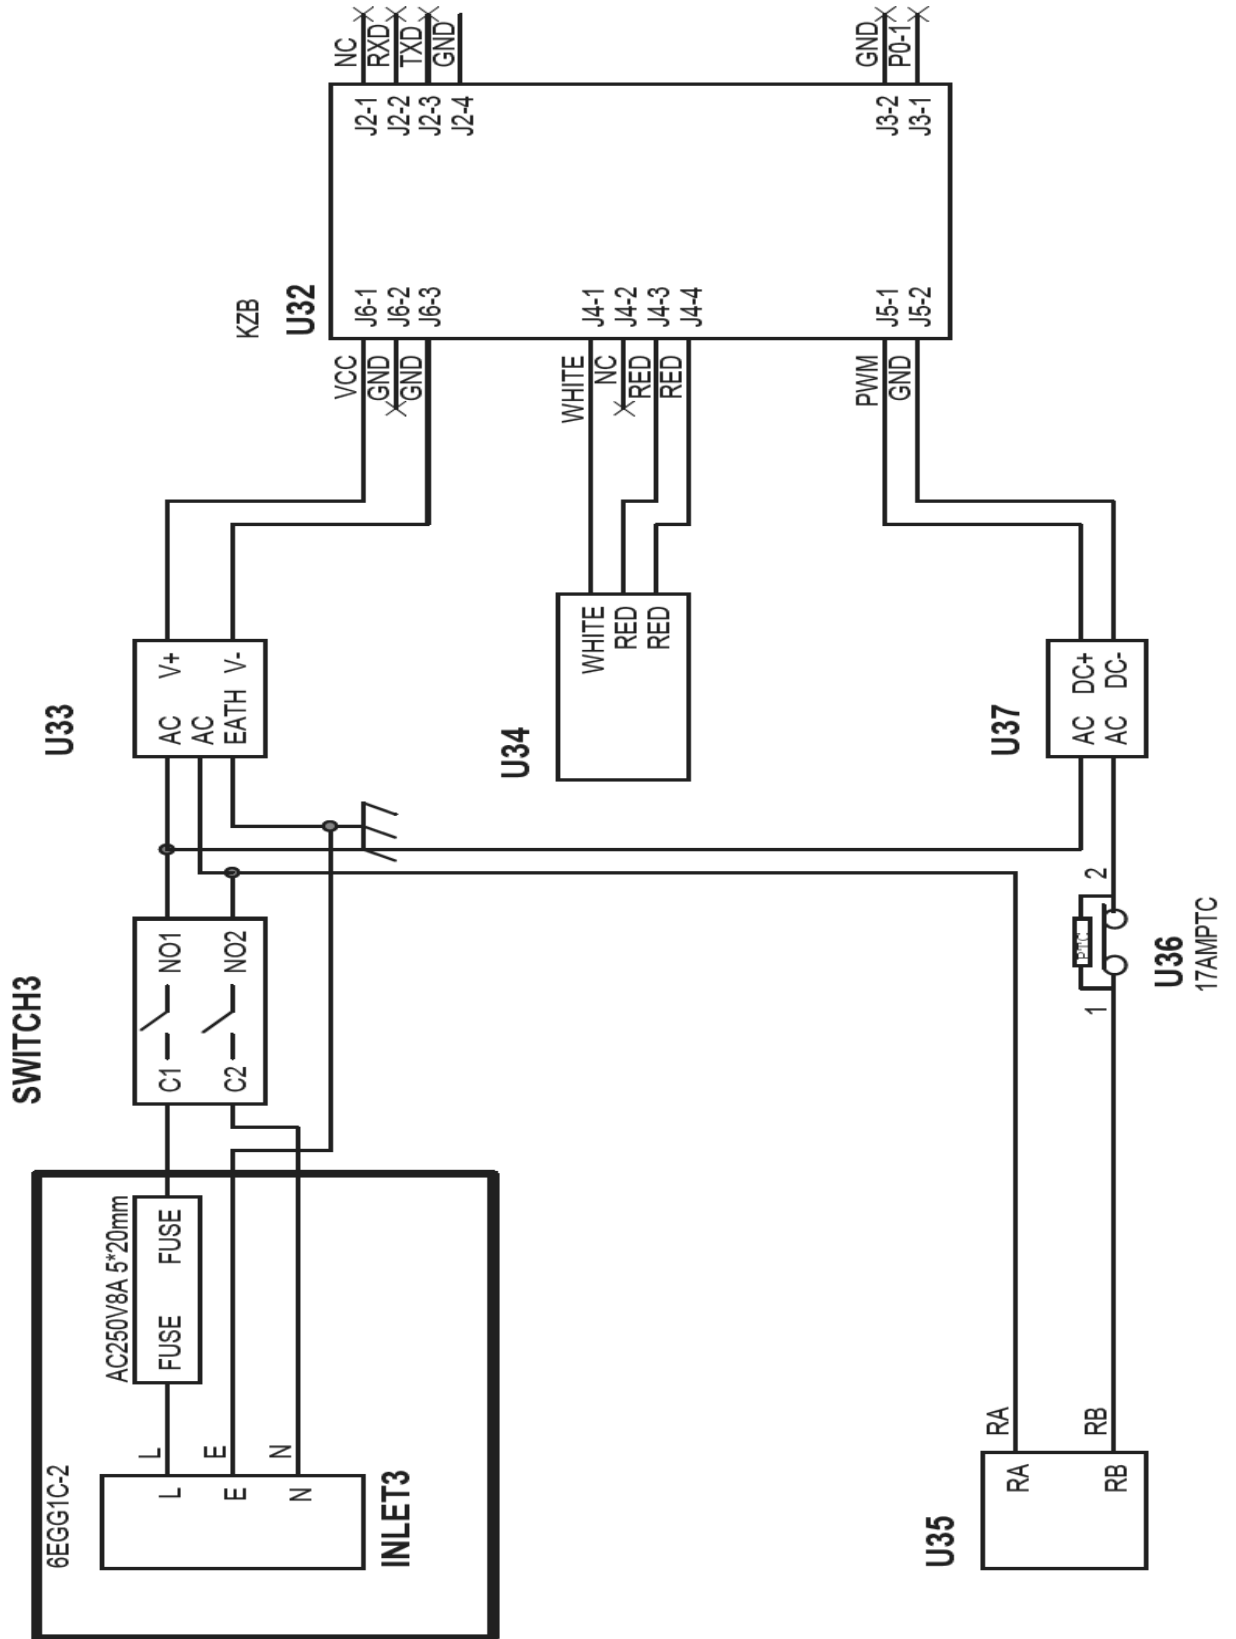 6EGG1C-2
AC250V8A 5*20mm
FUSE FUSE
L L
E E
N N
INLET3
SWITCH3
C1 NO1
C2 NO2
U33
AC V+
AC
EATH V-
KZB
U32
VCC J6-1
GND J6-2
GND J6-3
WHITE J4-1
NC J4-2
RED J4-3
RED J4-4
PWM J5-1
GND J5-2
J2-1 NC
J2-2 RXD
J2-3 TXD
J2-4 GND
J3-2 GND
J3-1 P0-1
U34
WHITE
RED
RED
U37
AC DC+
AC DC-
PTC
1 2
U36
17AMPTC
U35
RA RA
RB RB